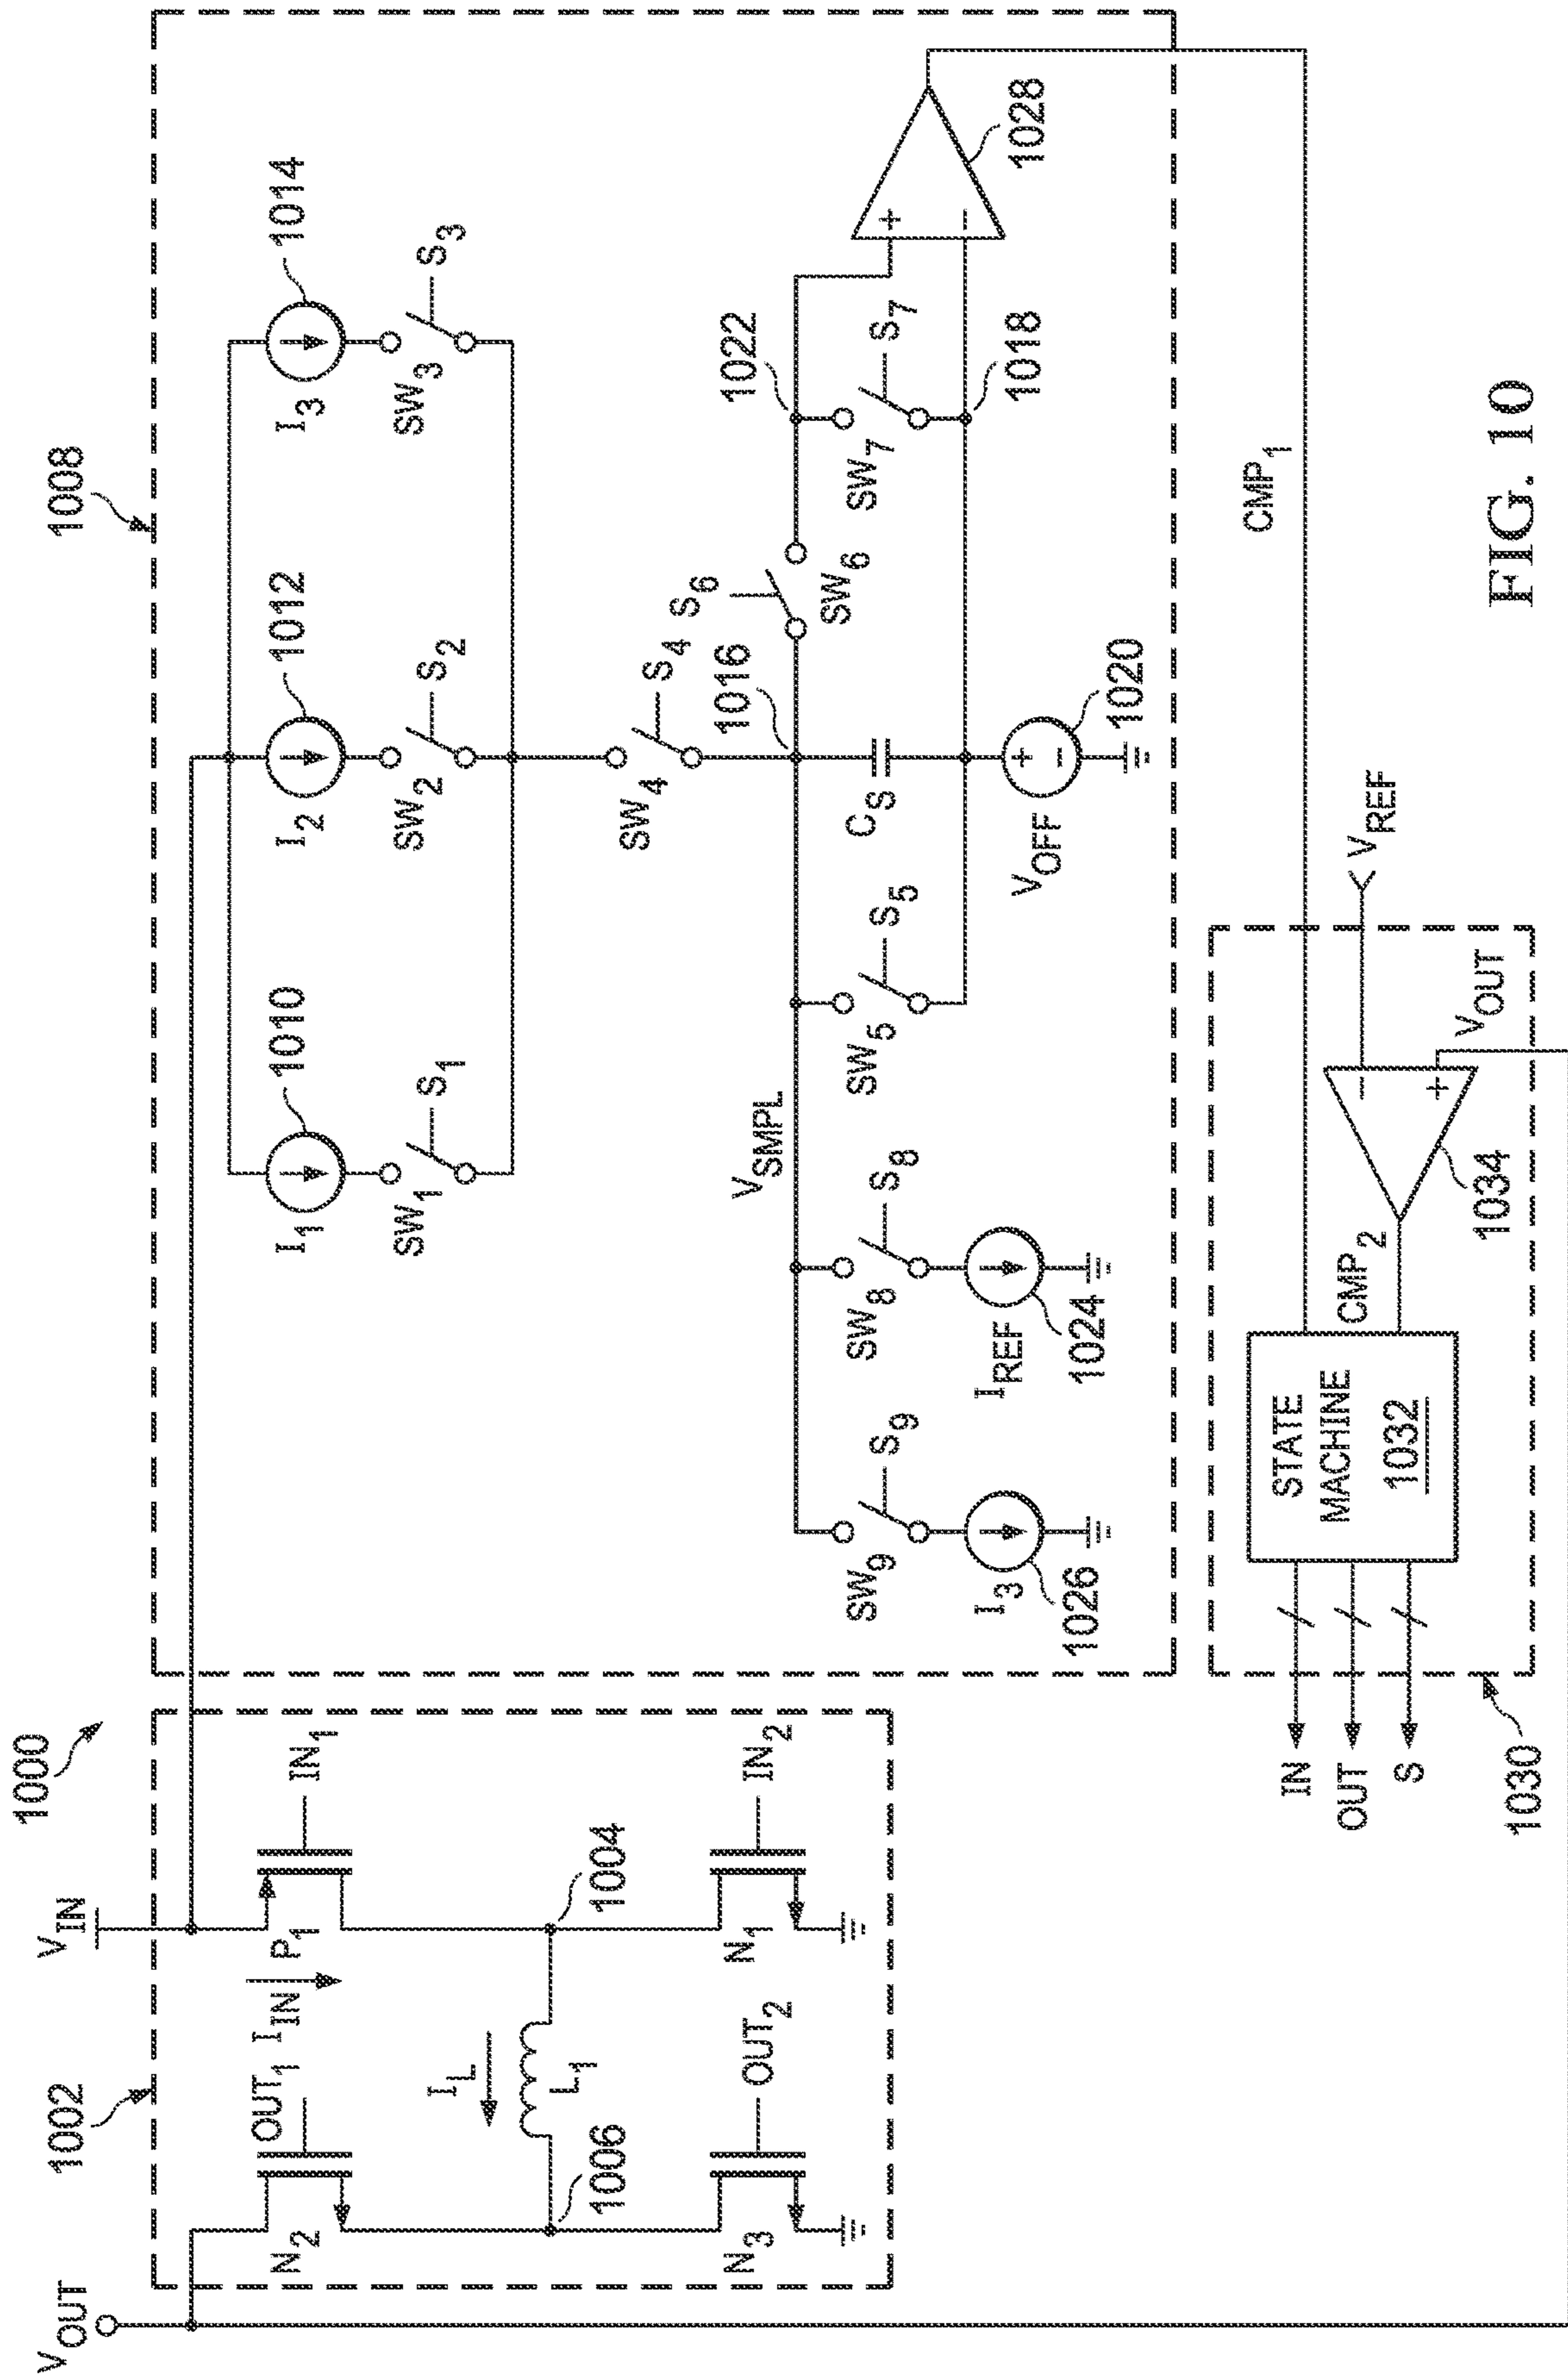 1000
1002
1008
V_OUT
V_IN
OUT_1
I_IN
P_1
IN_1
N_2
I_L
L_1
1004
1006
OUT_2
N_1
IN_2
N_3
I_1
1010
SW_1
S_1
I_2
1012
SW_2
S_2
I_3
1014
SW_3
S_3
SW_4
S_4
1016
S_6
SW_6
1022
V_SMPL
SW_9
S_9
SW_8
S_8
SW_5
S_5
C_S
SW_7
S_7
1018
+
−
1028
I_3
1026
I_REF
1024
V_OFF
+
−
1020
CMP_1
IN
OUT
S
STATE
MACHINE
1032
CMP_2
−
+
1034
V_REF
V_OUT
1030
FIG. 10